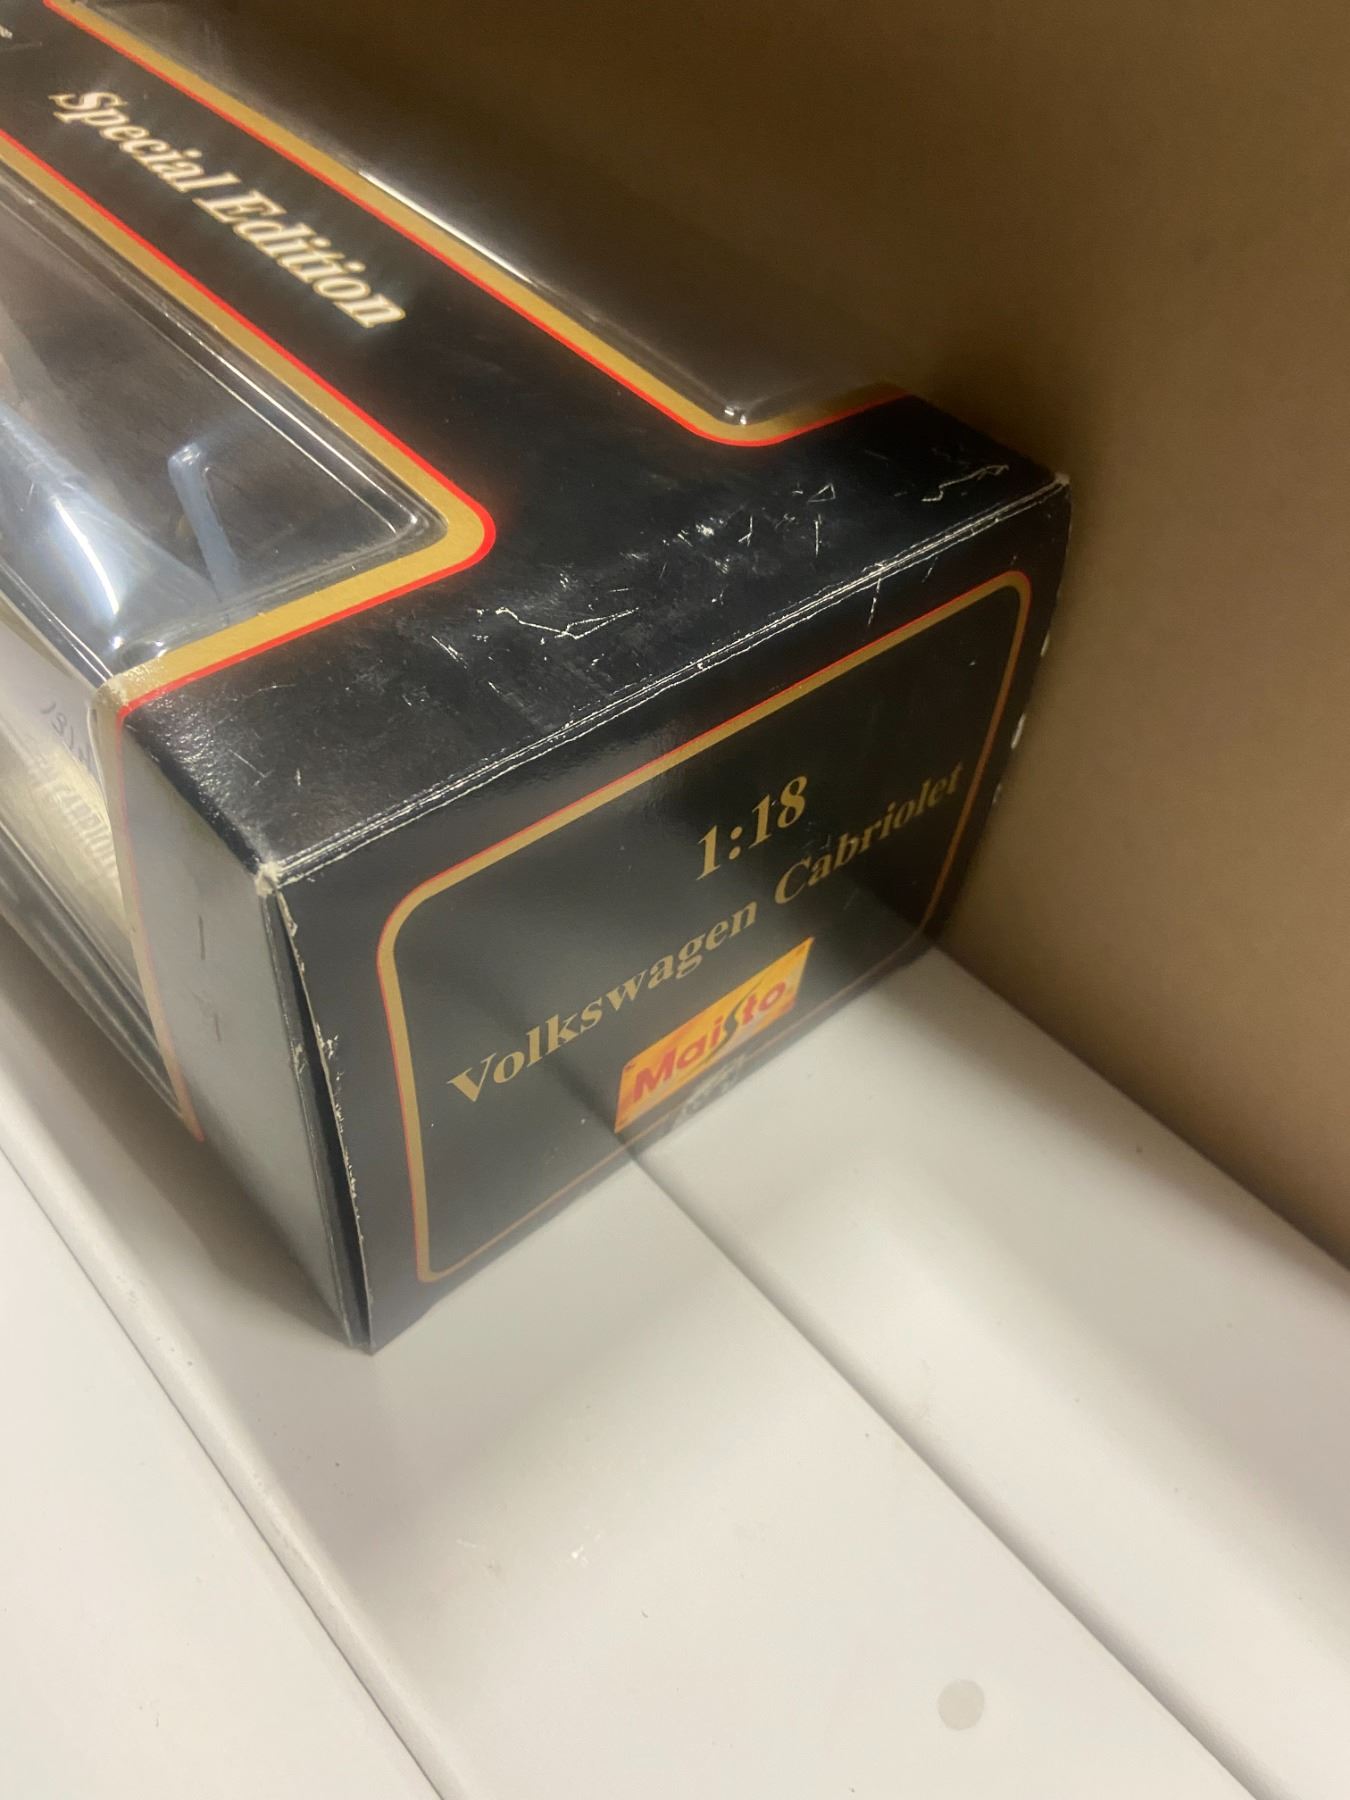 Special Edition
1:18
Volkswagen Cabriolet
Maisto